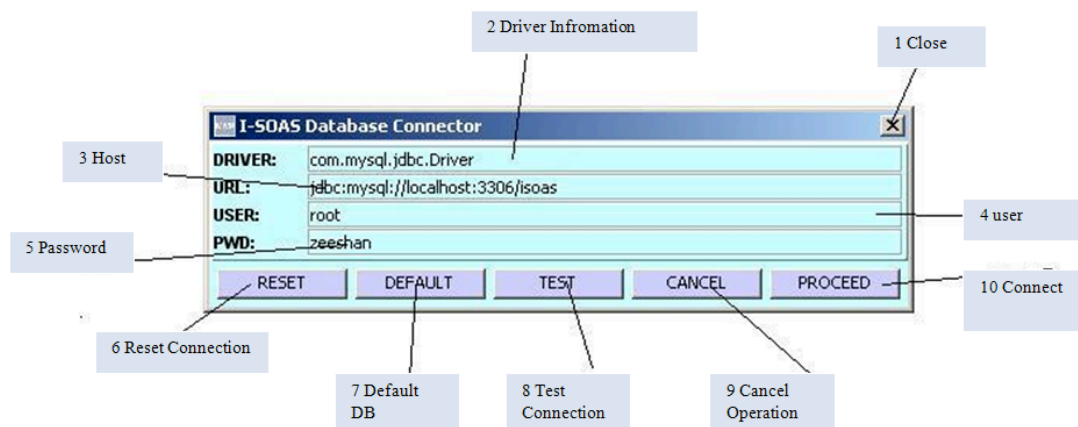 2 Driver Infromation
1 Close
I-SOAS Database Connector
3 Host
DRIVER: com.mysql.jdbc.Driver
URL: jdbc:mysql://localhost:3306/isoas
USER: root
4 user
5 Password
PWD: zeeshan
RESET DEFAULT TEST CANCEL PROCEED
10 Connect
6 Reset Connection
7 Default
DB
8 Test
Connection
9 Cancel
Operation